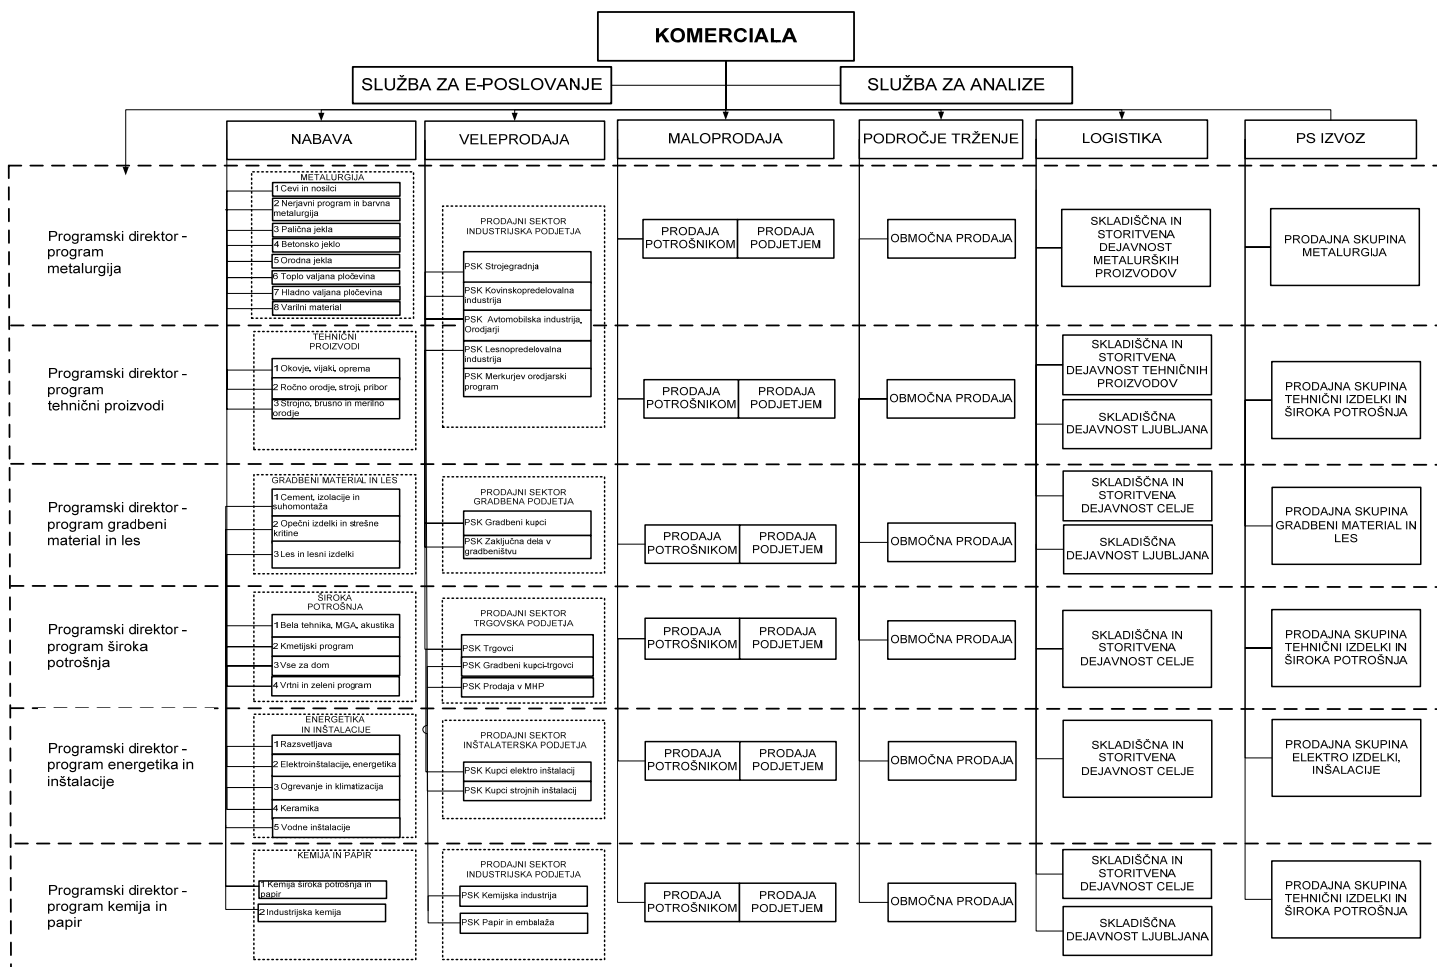 KOMERCIALA
SLUŽBA ZA E-POSLOVANJE
SLUŽBA ZA ANALIZE
NABAVA
VELEPRODAJA
MALOPRODAJA
PODROČJE TRŽENJE
LOGISTIKA
PS IZVOZ
Programski direktor -
program
metalurgija
METALURGIJA
1 Cevi in nosilci
2 Nerjavni program in barvna
metalurgija
3 Palična jekla
4 Betonsko jeklo
5 Orodna jekla
6 Toplo valjana pločevina
7 Hladno valjana pločevina
8 Varilni material
PRODAJNI SEKTOR
INDUSTRIJSKA PODJETJA
PSK Strojegradnja
PSK Kovinskopredelovalna
industrija
PSK Avtomobilska industrija,
Orodjarji
PSK Lesnopredelovalna
industrija
PSK Merkurjev orodjarski
program
PRODAJA
POTROŠNIKOM
PRODAJA
PODJETJEM
OBMOČNA PRODAJA
SKLADIŠČNA IN
STORITVENA
DEJAVNOST
METALURŠKIH
PROIZVODOV
PRODAJNA SKUPINA
METALURGIJA
Programski direktor -
program
tehnični proizvodi
TEHNIČNI
PROIZVODI
1 Okovje, vijaki, oprema
2 Ročno orodje, stroji, pribor
3 Strojno, brusno in merilno
orodje
PRODAJA
POTROŠNIKOM
PRODAJA
PODJETJEM
OBMOČNA PRODAJA
SKLADIŠČNA IN
STORITVENA
DEJAVNOST TEHNIČNIH
PROIZVODOV
SKLADIŠČNA
DEJAVNOST LJUBLJANA
PRODAJNA SKUPINA
TEHNIČNI IZDELKI IN
ŠIROKA POTROŠNJA
Programski direktor -
program gradbeni
material in les
GRADBENI MATERIAL IN LES
1 Cement, izolacije in
suhomontaža
2 Opečni izdelki in strešne
kritine
3 Les in lesni izdelki
PRODAJNI SEKTOR
GRADBENA PODJETJA
PSK Gradbeni kupci
PSK Zaključna dela v
gradbeništvu
PRODAJA
POTROŠNIKOM
PRODAJA
PODJETJEM
OBMOČNA PRODAJA
SKLADIŠČNA IN
STORITVENA
DEJAVNOST CELJE
SKLADIŠČNA
DEJAVNOST LJUBLJANA
PRODAJNA SKUPINA
GRADBENI MATERIAL IN
LES
Programski direktor -
program široka
potrošnja
ŠIROKA
POTROŠNJA
1 Bela tehnika, MGA, akustika
2 Kmetijski program
3 Vse za dom
4 Vrtni in zeleni program
PRODAJNI SEKTOR
TRGOVSKA PODJETJA
PSK Trgovci
PSK Gradbeni kupci-trgovci
PSK Prodaja v MHP
PRODAJA
POTROŠNIKOM
PRODAJA
PODJETJEM
OBMOČNA PRODAJA
SKLADIŠČNA IN
STORITVENA
DEJAVNOST CELJE
PRODAJNA SKUPINA
TEHNIČNI IZDELKI IN
ŠIROKA POTROŠNJA
Programski direktor -
program energetika in
inštalacije
ENERGETIKA
IN INŠTALACIJE
1 Razsvetljava
2 Elektroinštalacije, energetika
3 Ogrevanje in klimatizacija
4 Keramika
5 Vodne inštalacije
PRODAJNI SEKTOR
INŠTALATERSKA PODJETJA
PSK Kupci elektro inštalacij
PSK Kupci strojnih inštalacij
PRODAJA
POTROŠNIKOM
PRODAJA
PODJETJEM
OBMOČNA PRODAJA
SKLADIŠČNA IN
STORITVENA
DEJAVNOST CELJE
PRODAJNA SKUPINA
ELEKTRO IZDELKI,
INŠALACIJE
Programski direktor -
program kemija in
papir
KEMIJA IN PAPIR
1 Kemija široka potrošnja in
papir
2 Industrijska kemija
PRODAJNI SEKTOR
INDUSTRIJSKA PODJETJA
PSK Kemijska industrija
PSK Papir in embalaža
PRODAJA
POTROŠNIKOM
PRODAJA
PODJETJEM
OBMOČNA PRODAJA
SKLADIŠČNA IN
STORITVENA
DEJAVNOST CELJE
SKLADIŠČNA
DEJAVNOST LJUBLJANA
PRODAJNA SKUPINA
TEHNIČNI IZDELKI IN
ŠIROKA POTROŠNJA